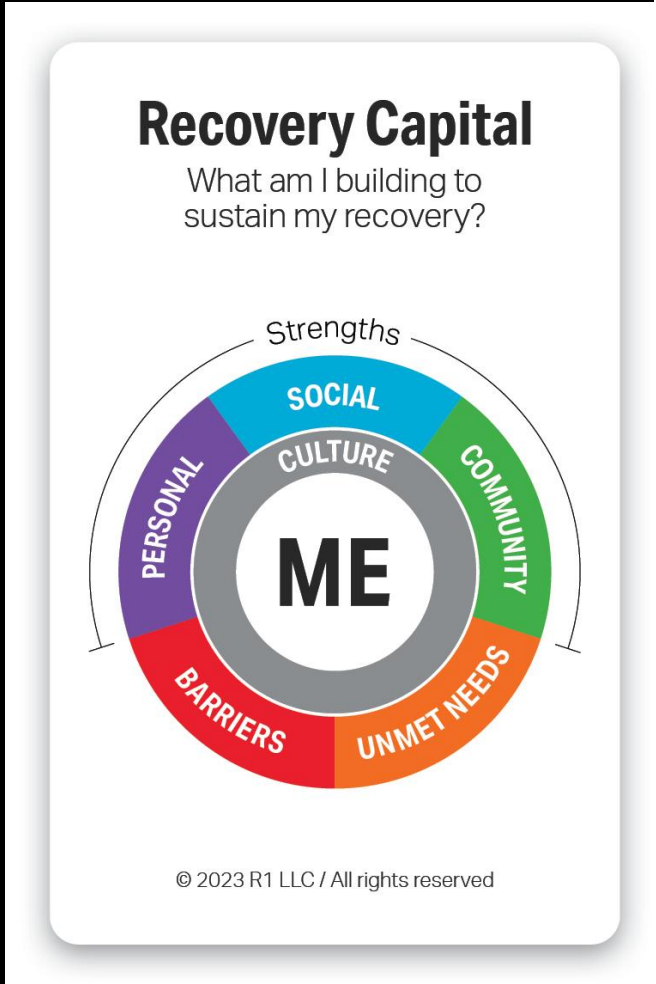 Recovery Capital
What am I building to
sustain my recovery?
Strengths
SOCIAL
CULTURE
PERSONAL
COMMUNITY
ME
BARRIERS
UNMET NEEDS
© 2023 R1 LLC / All rights reserved